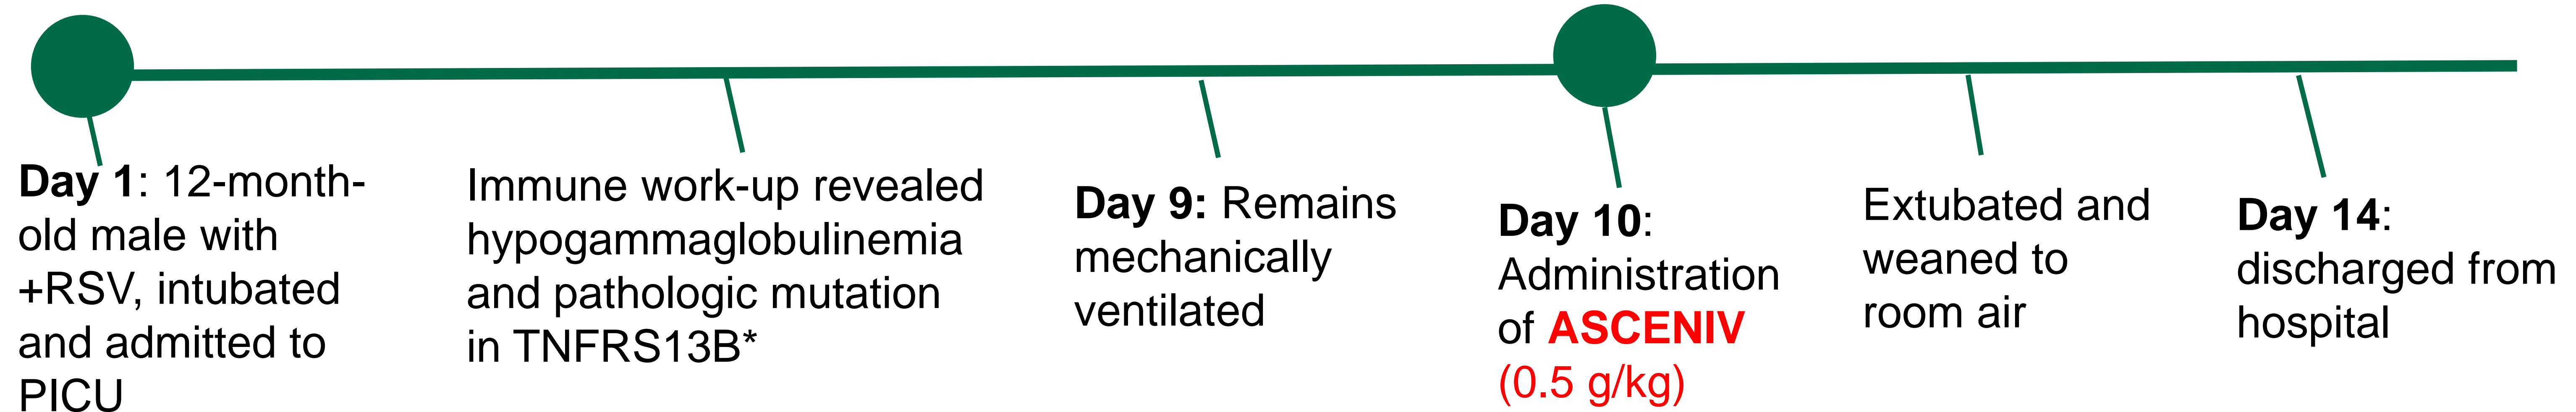 Day 1: 12-month-
old male with
+RSV, intubated
and admitted to
PICU
Immune work-up revealed
hypogammaglobulinemia
and pathologic mutation
in TNFRS13B*
Day 9: Remains
mechanically
ventilated
Day 10:
Administration
of ASCENIV
(0.5 g/kg)
Extubated and
weaned to
room air
Day 14:
discharged from
hospital